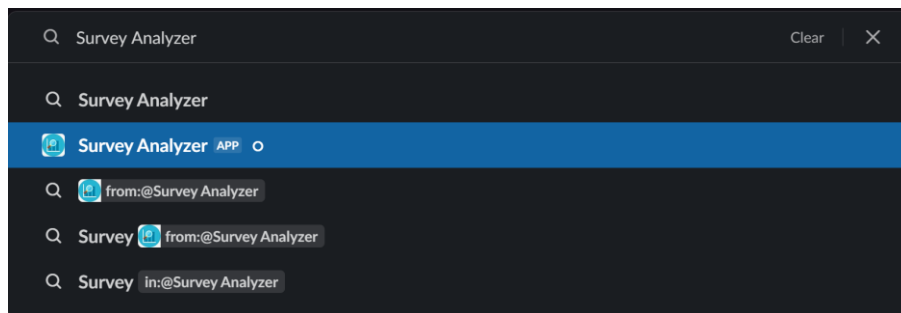 Survey Analyzer Clear
Survey Analyzer
Survey Analyzer APP
from:@Survey Analyzer
Survey from:@Survey Analyzer
Survey in:@Survey Analyzer